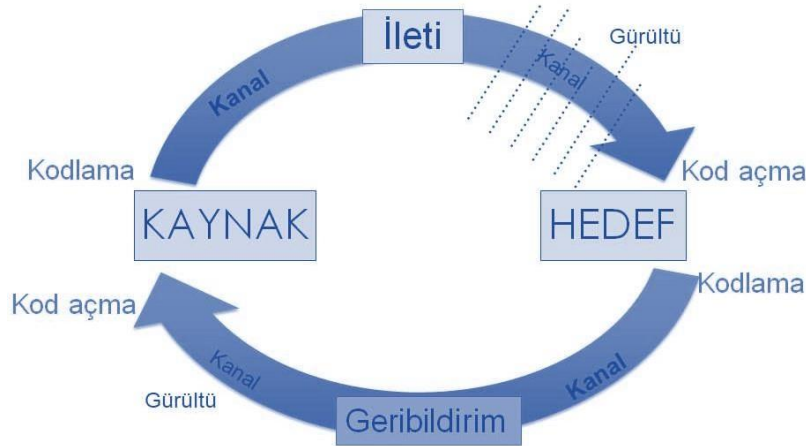 İleti
Gürültü
Kanal
Kanal
Kodlama
Kod açma
KAYNAK
HEDEF
Kod açma
Kodlama
Kanal
Kanal
Gürültü
Geribildirim